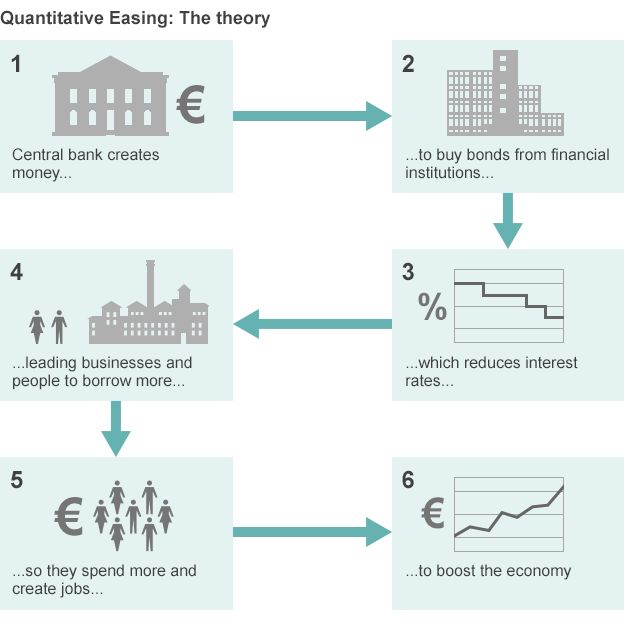 Quantitative Easing: The theory
1
€
Central bank creates
money...
2
...to buy bonds from financial
institutions...
3
%
...which reduces interest
rates...
4
...leading businesses and
people to borrow more...
5
€
...so they spend more and
create jobs...
6
€
...to boost the economy